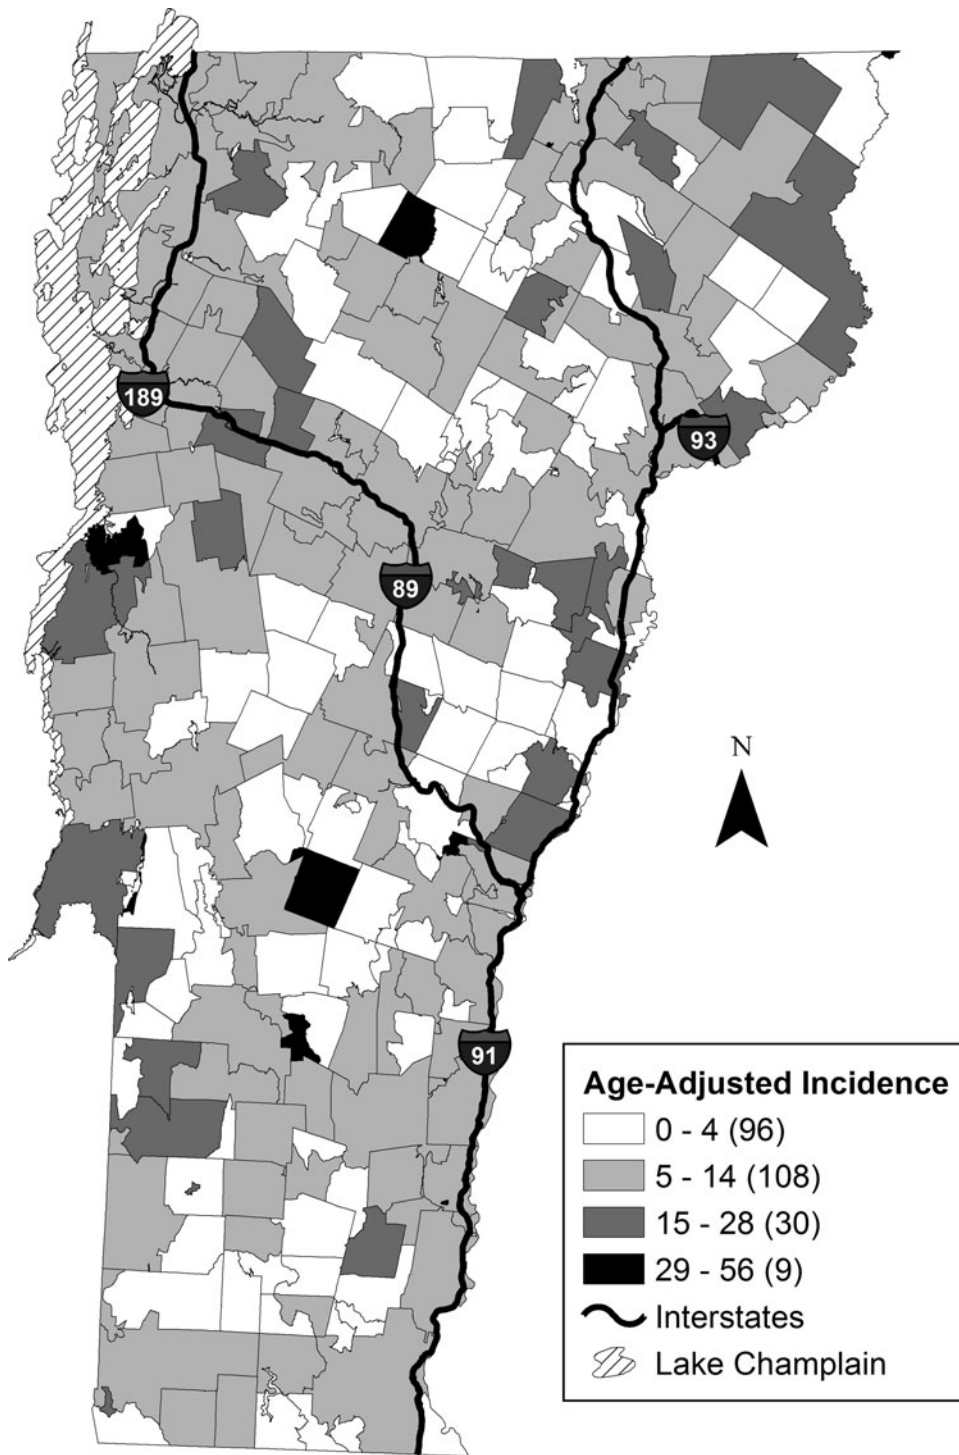 189
93
89
N
91
Age-Adjusted Incidence
0 - 4 (96)
5 - 14 (108)
15 - 28 (30)
29 - 56 (9)
Interstates
Lake Champlain